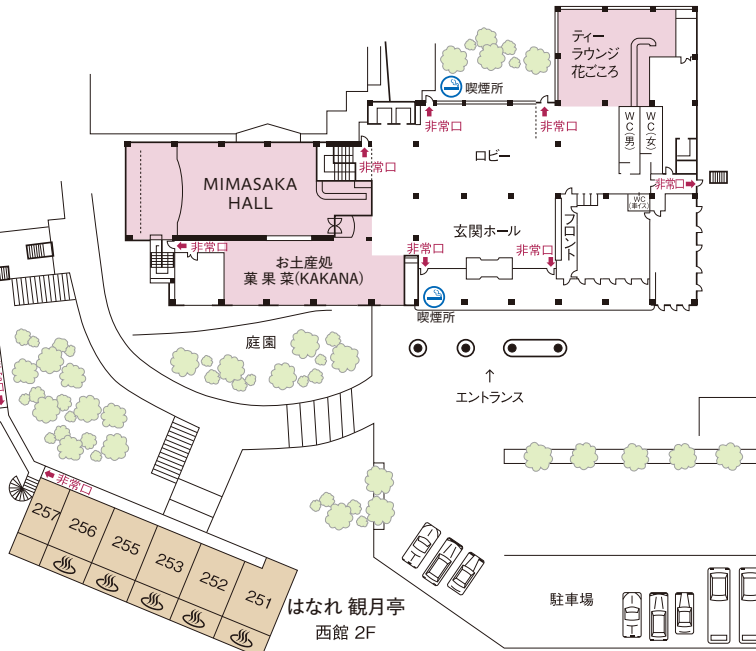 ティー
ラウンジ
花ごころ
喫煙所
非常口
非常口
WC(男)
WC(女)
非常口
ロビー
MIMASAKA
HALL
非常口
WC
(車イス)
玄関ホール
フロント
非常口
非常口
非常口
お土産処
菓果菜(KAKANA)
喫煙所
庭園
エントランス
非常口
257
256
255
253
252
251
はなれ 観月亭
西館 2F
駐車場